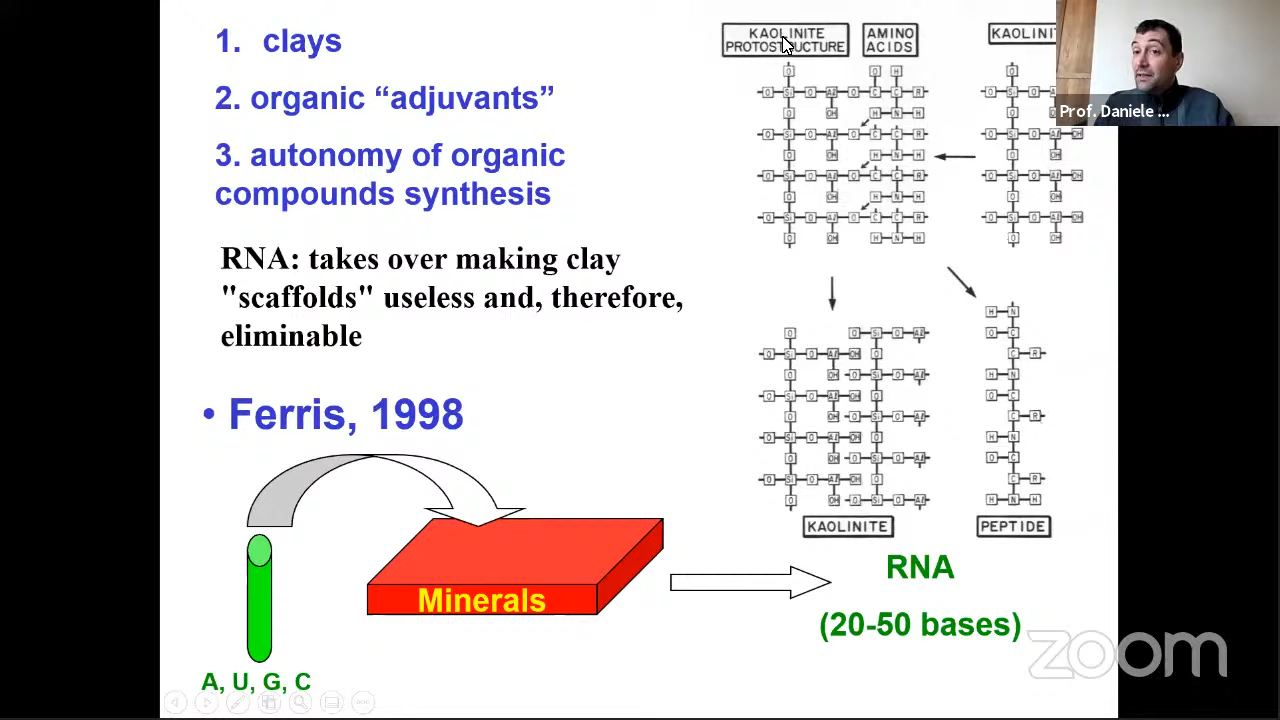 1. clays
2. organic “adjuvants”
3. autonomy of organic
compounds synthesis
RNA: takes over making clay
"scaffolds" useless and, therefore,
eliminable
• Ferris, 1998
Minerals
A, U, G, C
KAOLINITE
PROTOSTRUCTURE
AMINO
ACIDS
KAOLINIT
Prof. Daniele ...
KAOLINITE
PEPTIDE
RNA
(20-50 bases)
zoom